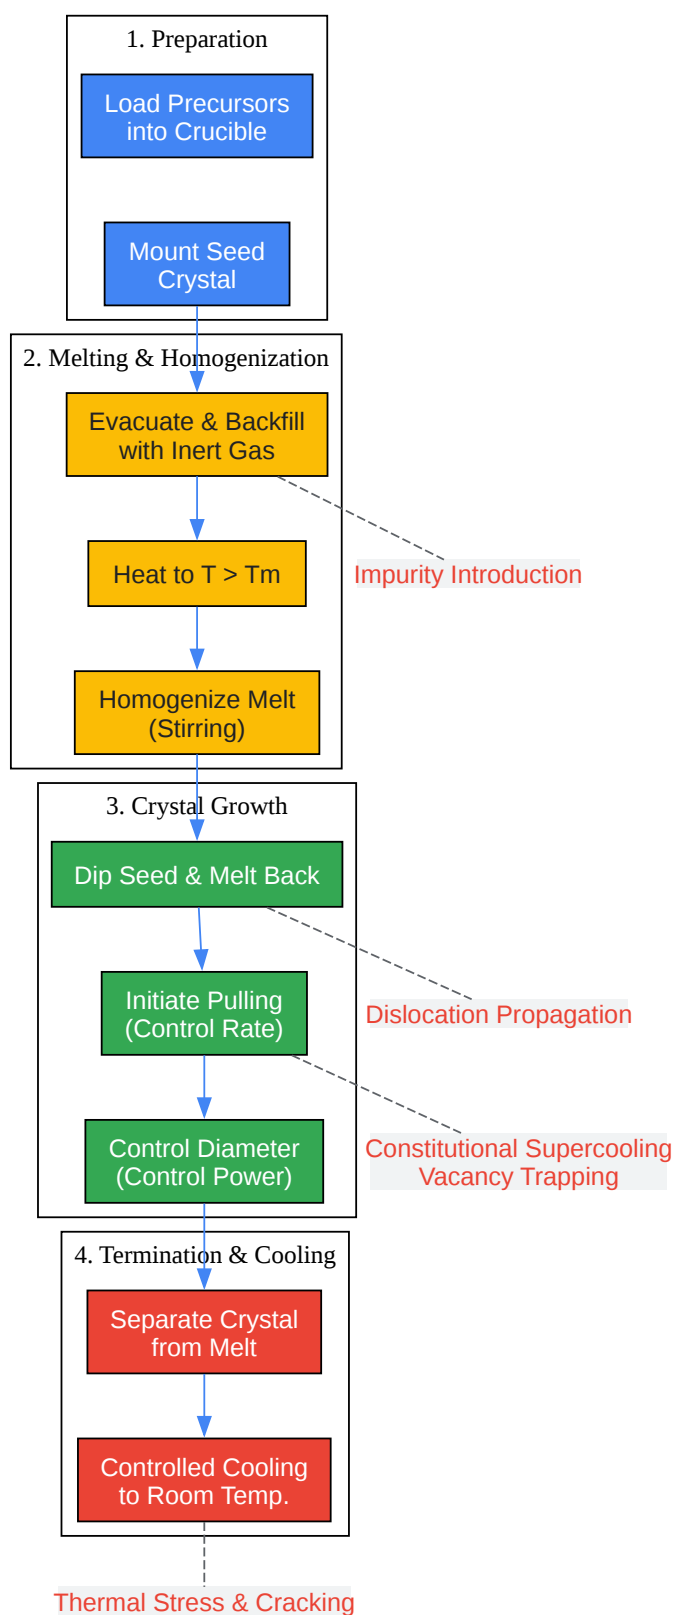 1. Preparation
Load Precursors
into Crucible
Mount Seed
Crystal
2. Melting & Homogenization
Evacuate & Backfill
with Inert Gas
Heat to T > Tm
Impurity Introduction
Homogenize Melt
(Stirring)
3. Crystal Growth
Dip Seed & Melt Back
Initiate Pulling
(Control Rate)
Dislocation Propagation
Control Diameter
(Control Power)
Constitutional Supercooling
Vacancy Trapping
4. Termination & Cooling
Separate Crystal
from Melt
Controlled Cooling
to Room Temp.
Thermal Stress & Cracking